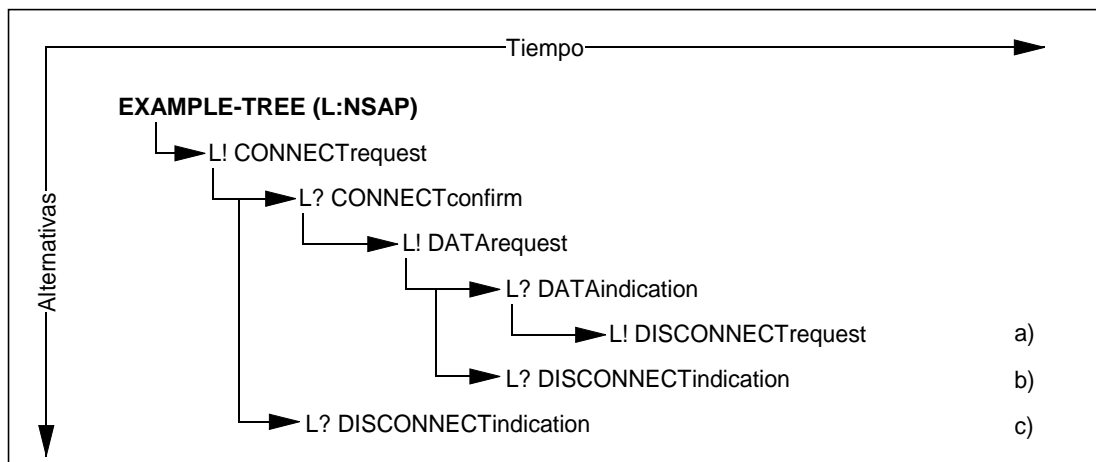 Tiempo
EXAMPLE-TREE (L:NSAP)
L! CONNECTrequest
L? CONNECTconfirm
Alternativas
L! DATArequest
L? DATAindication
L! DISCONNECTrequest a)
L? DISCONNECTindication b)
L? DISCONNECTindication c)